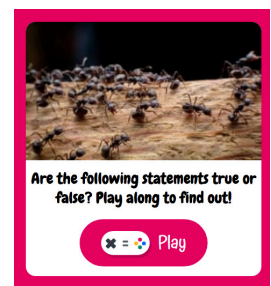 Are the following statements true or
false? Play along to find out!
✖ = Play